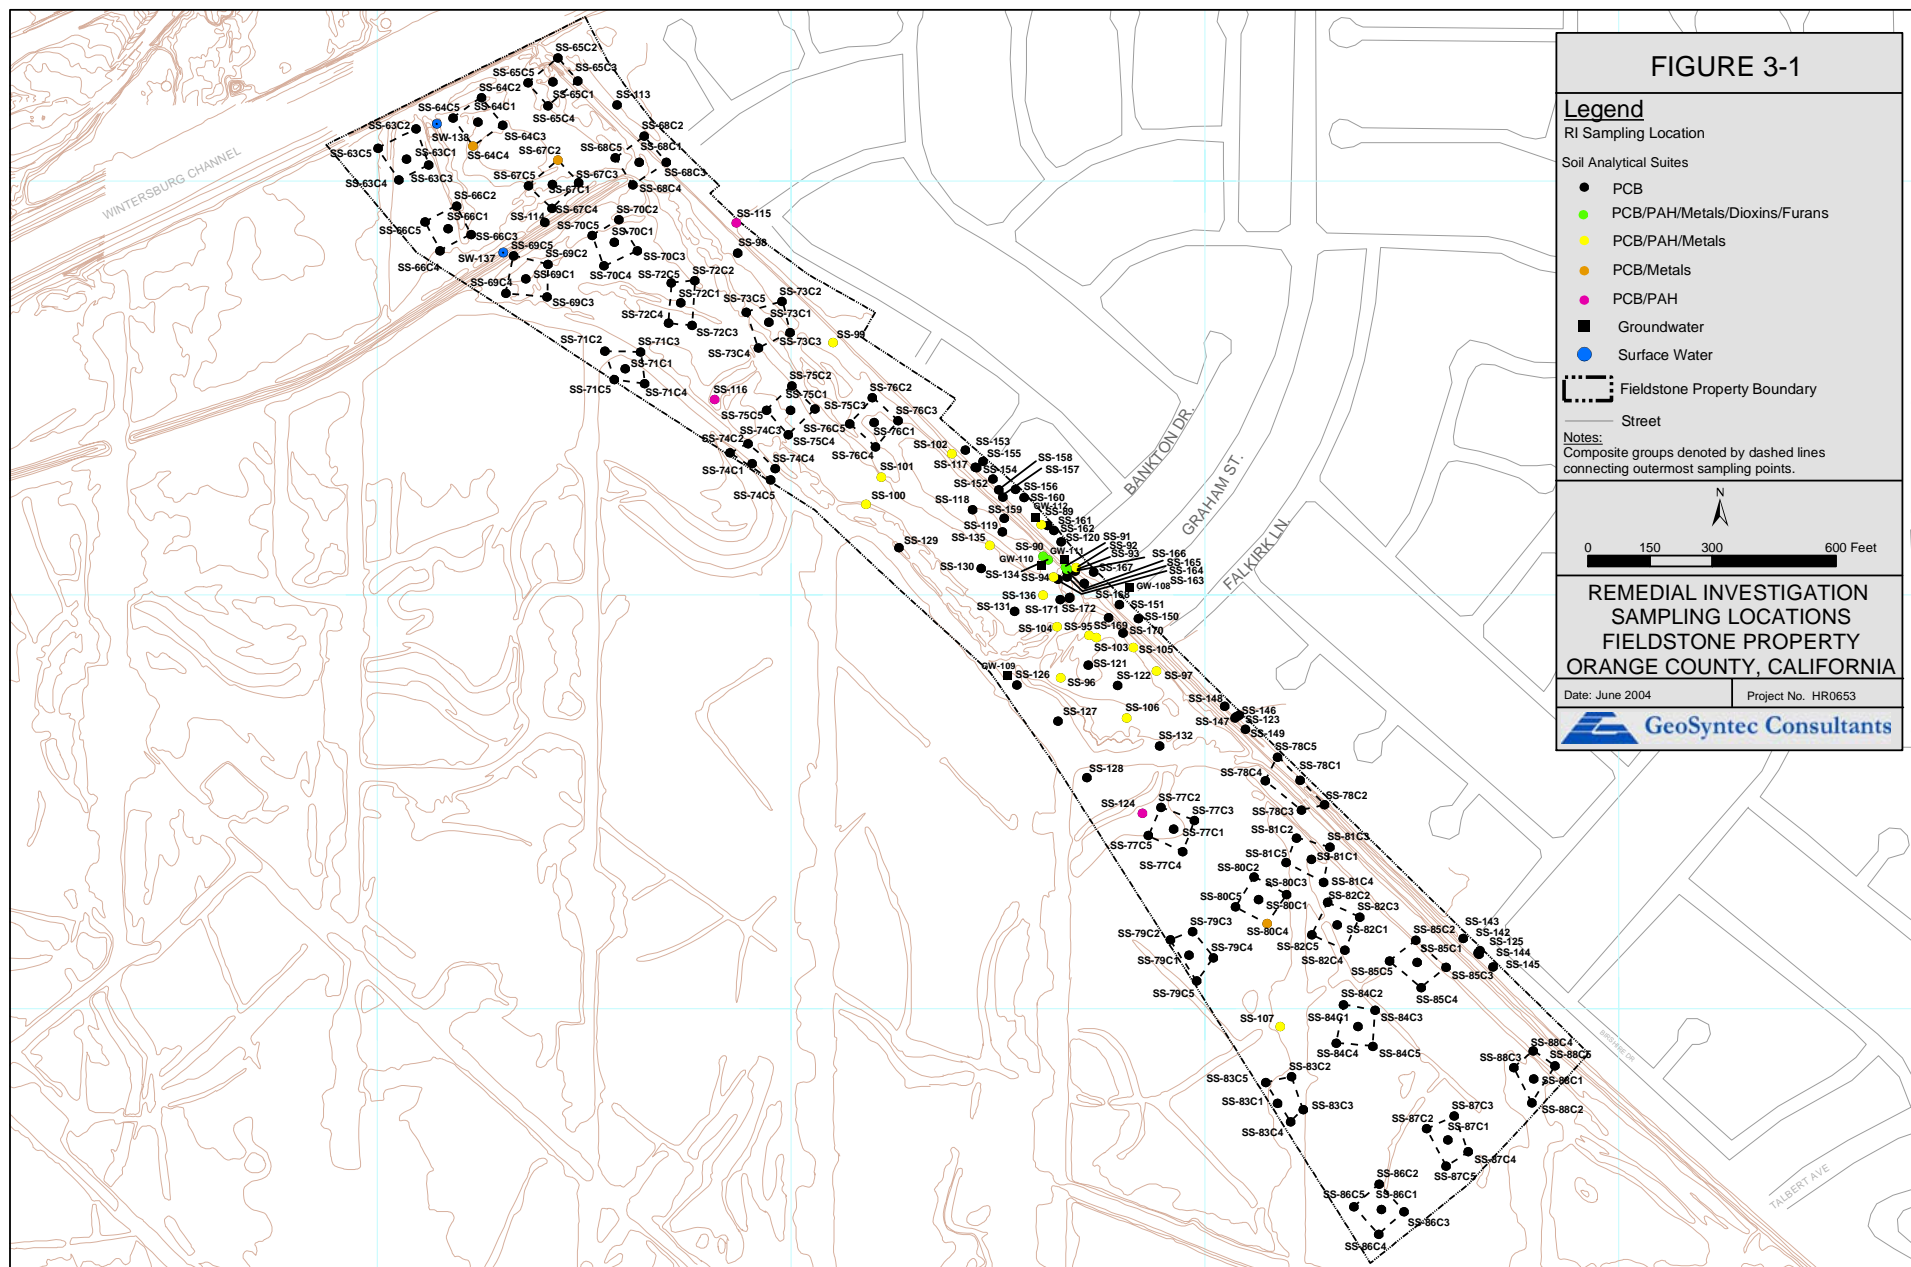 FIGURE 3-1
Legend
RI Sampling Location
Soil Analytical Suites
PCB
PCB/PAH/Metals/Dioxins/Furans
PCB/PAH/Metals
PCB/Metals
PCB/PAH
Groundwater
Surface Water
Fieldstone Property Boundary
Street
Notes:
Composite groups denoted by dashed lines
connecting outermost sampling points.
N
0 150 300 600 Feet
REMEDIAL INVESTIGATION
SAMPLING LOCATIONS
FIELDSTONE PROPERTY
ORANGE COUNTY, CALIFORNIA
Date: June 2004
Project No. HR0653
GeoSyntec Consultants
WINTERSBURG CHANNEL
BANKTON DR.
GRAHAM ST.
FALKIRK LN.
TALBERT AVE
SS-65C2
SS-65C5
SS-65C3
SS-65C1
SS-65C4
SS-64C2
SS-64C5
SS-64C1
SS-64C3
SS-64C4
SS-113
SS-63C2
SW-138
SS-63C5
SS-63C1
SS-63C3
SS-63C4
SS-67C2
SS-67C5
SS-67C3
SS-67C1
SS-67C4
SS-68C2
SS-68C5
SS-68C1
SS-68C3
SS-68C4
SS-66C2
SS-66C1
SS-66C5
SS-66C3
SS-66C4
SS-114
SS-70C2
SS-70C5
SS-70C1
SS-70C3
SS-70C4
SS-115
SS-98
SS-69C5
SW-137
SS-69C2
SS-69C1
SS-69C4
SS-69C3
SS-72C5
SS-72C2
SS-72C1
SS-72C4
SS-72C3
SS-73C5
SS-73C2
SS-73C1
SS-73C3
SS-73C4
SS-99
SS-71C2
SS-71C3
SS-71C1
SS-71C5
SS-71C4
SS-116
SS-75C2
SS-75C1
SS-75C3
SS-75C5
SS-75C4
SS-76C2
SS-76C3
SS-76C5
SS-76C1
SS-76C4
SS-74C3
SS-74C2
SS-74C4
SS-74C1
SS-74C5
SS-101
SS-100
SS-102
SS-153
SS-155
SS-117
SS-154
SS-158
SS-157
SS-152
SS-156
SS-160
SS-118
SS-159
GW-112
SS-89
SS-161
SS-162
SS-119
SS-120
SS-91
SS-92
SS-93
SS-135
SS-90
GW-111
GW-110
SS-166
SS-165
SS-164
SS-163
SS-167
SS-129
SS-130
SS-134
SS-94
GW-108
SS-136
SS-168
SS-131
SS-171
SS-172
SS-151
SS-150
SS-104
SS-95
SS-169
SS-170
SS-103
SS-105
GW-109
SS-126
SS-121
SS-96
SS-122
SS-97
SS-127
SS-106
SS-148
SS-146
SS-147
SS-123
SS-149
SS-132
SS-128
SS-78C5
SS-78C4
SS-78C1
SS-78C2
SS-78C3
SS-124
SS-77C2
SS-77C3
SS-77C1
SS-77C5
SS-77C4
SS-81C2
SS-81C3
SS-81C5
SS-81C1
SS-81C4
SS-80C2
SS-80C3
SS-80C5
SS-80C1
SS-80C4
SS-82C2
SS-82C3
SS-82C1
SS-82C5
SS-82C4
SS-79C3
SS-79C2
SS-79C4
SS-79C1
SS-79C5
SS-143
SS-142
SS-125
SS-144
SS-145
SS-85C2
SS-85C1
SS-85C5
SS-85C3
SS-85C4
SS-84C2
SS-84C1
SS-84C3
SS-84C4
SS-84C5
SS-107
SS-83C2
SS-83C5
SS-83C1
SS-83C3
SS-83C4
SS-88C4
SS-88C3
SS-88C5
SS-88C1
SS-88C2
SS-87C3
SS-87C2
SS-87C1
SS-87C4
SS-87C5
SS-86C2
SS-86C5
SS-86C1
SS-86C3
SS-86C4